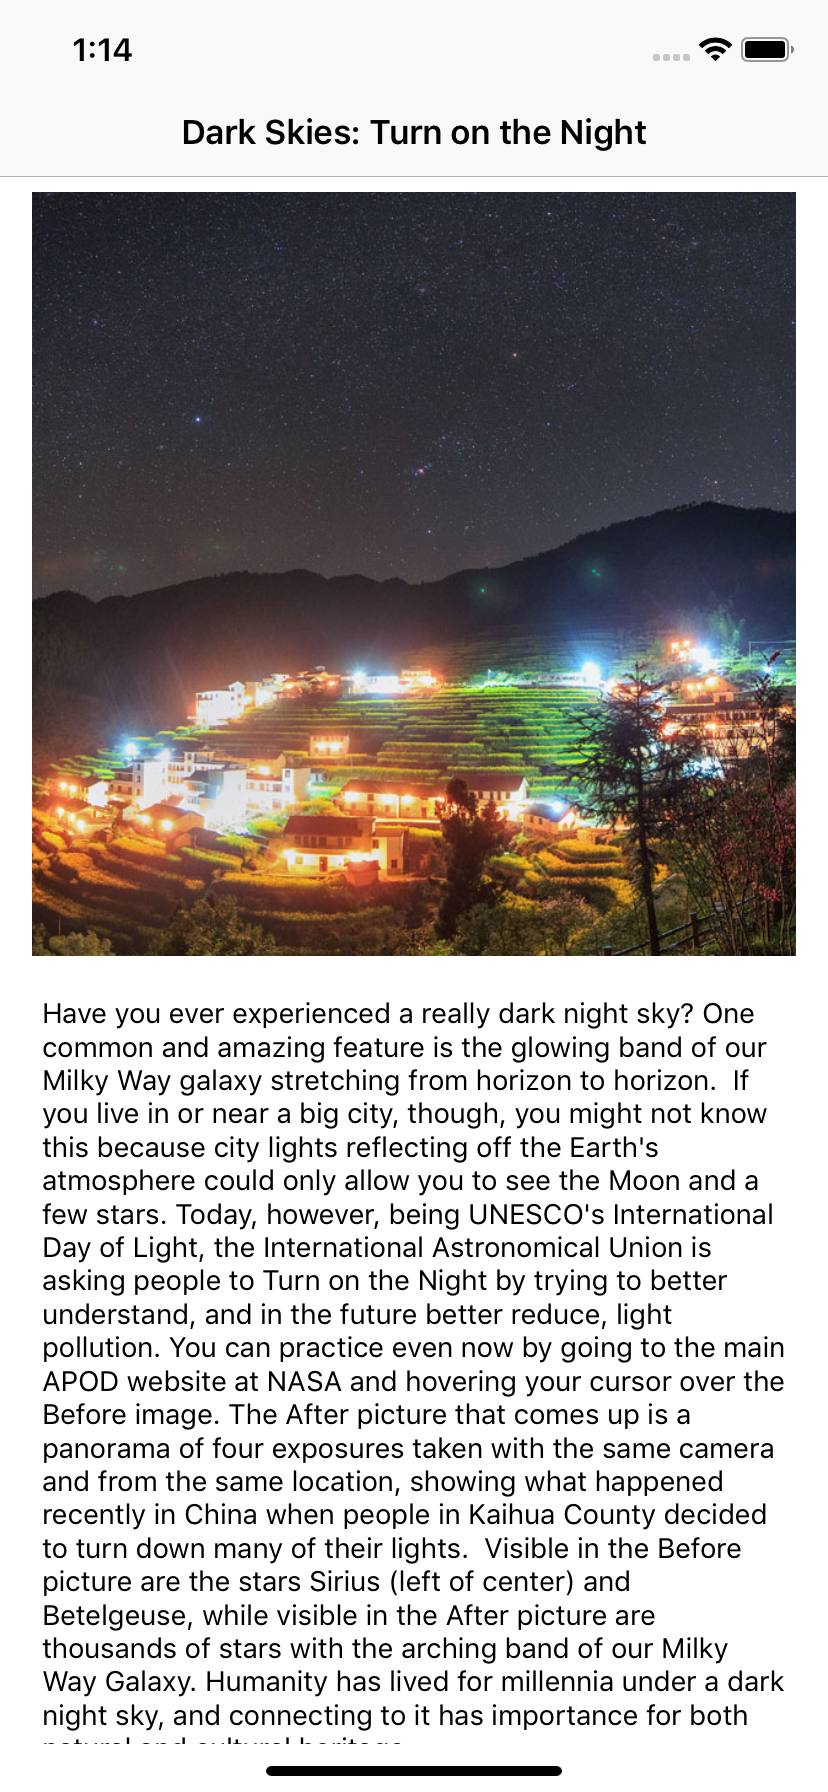 1:14
Dark Skies: Turn on the Night
Have you ever experienced a really dark night sky? One
common and amazing feature is the glowing band of our
Milky Way galaxy stretching from horizon to horizon.  If
you live in or near a big city, though, you might not know
this because city lights reflecting off the Earth's
atmosphere could only allow you to see the Moon and a
few stars. Today, however, being UNESCO's International
Day of Light, the International Astronomical Union is
asking people to Turn on the Night by trying to better
understand, and in the future better reduce, light
pollution. You can practice even now by going to the main
APOD website at NASA and hovering your cursor over the
Before image. The After picture that comes up is a
panorama of four exposures taken with the same camera
and from the same location, showing what happened
recently in China when people in Kaihua County decided
to turn down many of their lights.  Visible in the Before
picture are the stars Sirius (left of center) and
Betelgeuse, while visible in the After picture are
thousands of stars with the arching band of our Milky
Way Galaxy. Humanity has lived for millennia under a dark
night sky, and connecting to it has importance for both
natural and cultural heritage.